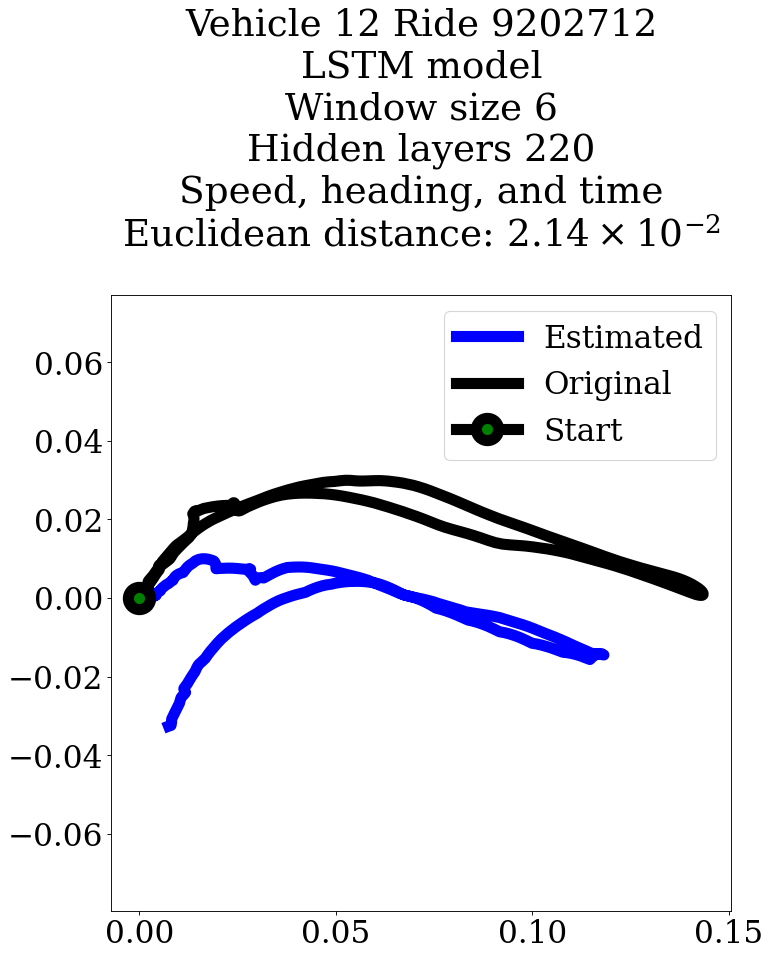 Vehicle 12 Ride 9202712
LSTM model
Window size 6
Hidden layers 220
Speed, heading, and time
Euclidean distance: 2.14 × 10⁻²
Estimated
Original
Start
0.06
0.04
0.02
0.00
−0.02
−0.04
−0.06
0.00 0.05 0.10 0.15